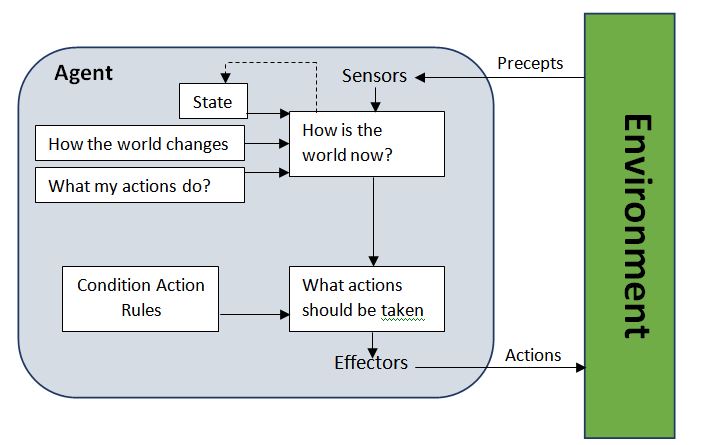 Agent
Sensors
Precepts
State
How is the
world now?
How the world changes
What my actions do?
Condition Action
Rules
What actions
should be taken
Effectors
Actions
Environment